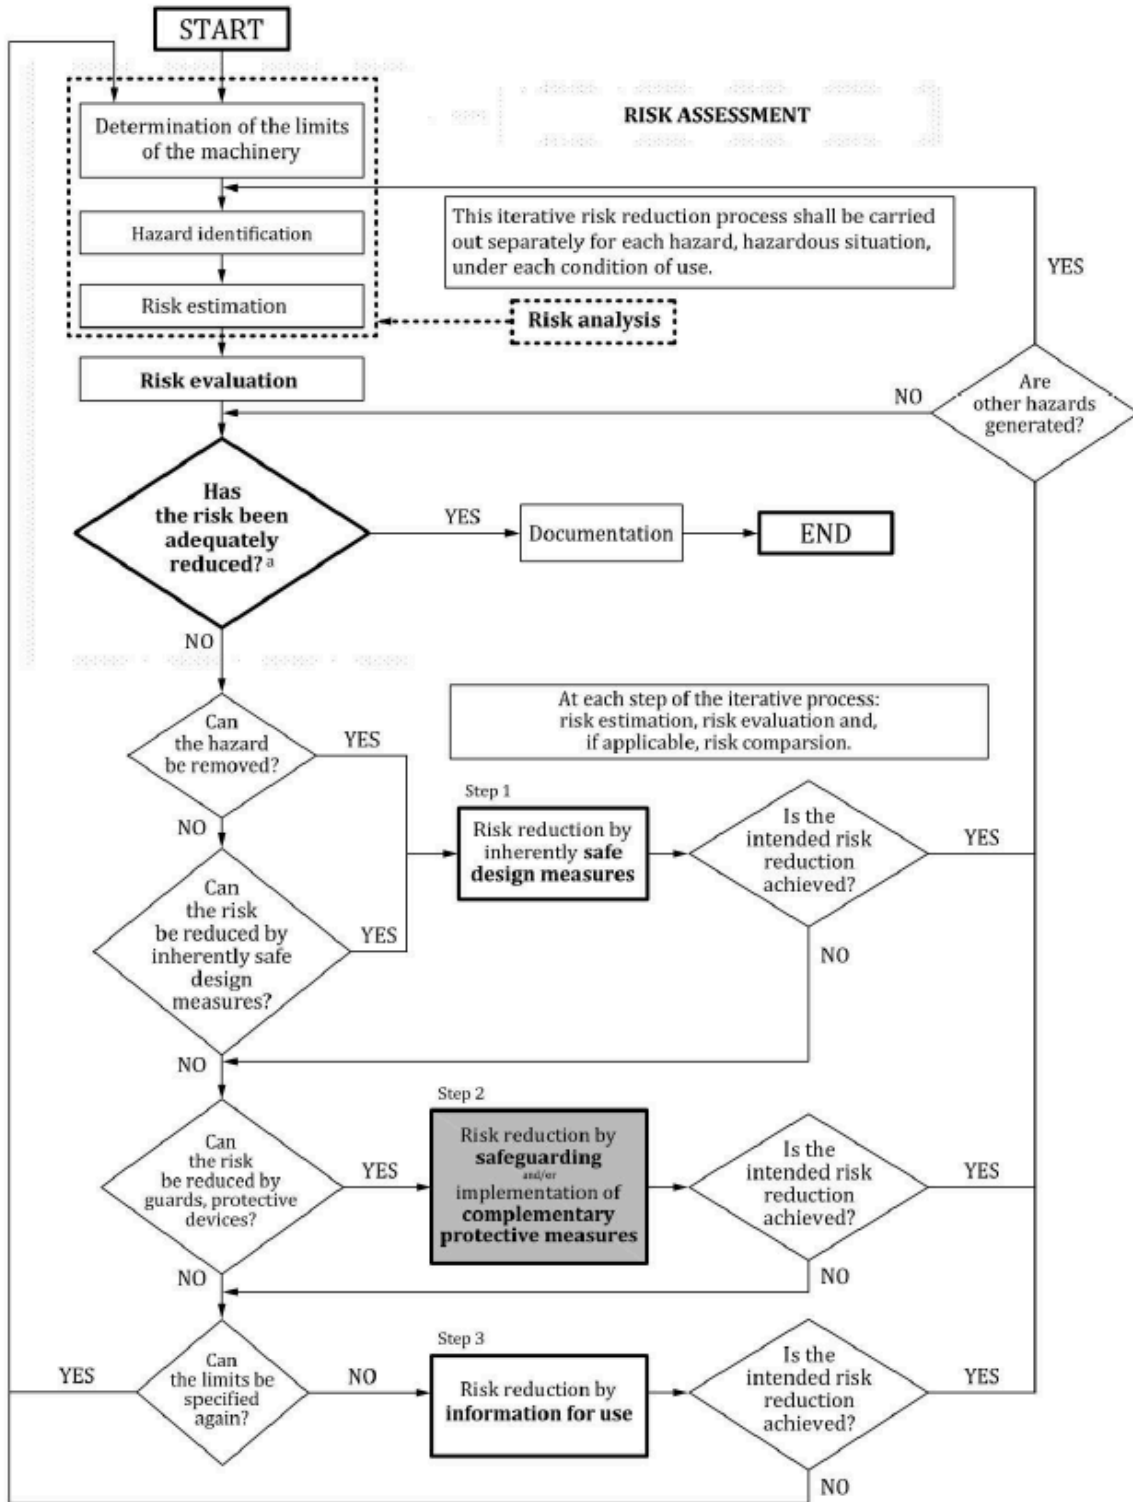 START
RISK ASSESSMENT
Determination of the limits
of the machinery
This iterative risk reduction process shall be carried
out separately for each hazard, hazardous situation,
under each condition of use.
Hazard identification
YES
Risk estimation
Risk analysis
Risk evaluation
NO
Are
other hazards
generated?
Has
the risk been
adequately
reduced? a
YES
Documentation
END
NO
At each step of the iterative process:
risk estimation, risk evaluation and,
if applicable, risk comparsion.
Can
the hazard
be removed?
YES
NO
Step 1
Risk reduction by
inherently safe
design measures
Is the
intended risk
reduction
achieved?
YES
NO
Can
the risk
be reduced by
inherently safe
design
measures?
YES
NO
Step 2
Can
the risk
be reduced by
guards, protective
devices?
YES
Risk reduction by
safeguarding
and/or
implementation of
complementary
protective measures
Is the
intended risk
reduction
achieved?
YES
NO
NO
Step 3
YES
Can
the limits be
specified
again?
NO
Risk reduction by
information for use
Is the
intended risk
reduction
achieved?
YES
NO